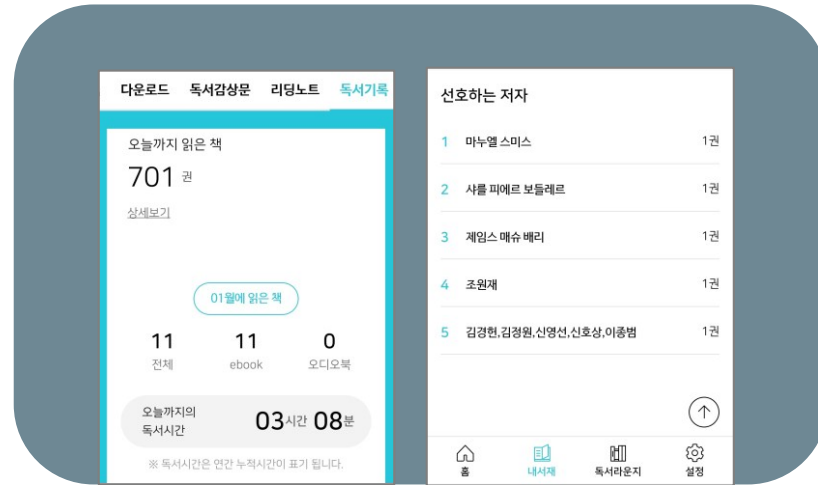 다운로드 독서감상문 리딩노트 독서기록
오늘까지 읽은 책
701 권
상세보기
01월에 읽은 책
11 11 0
전체 ebook 오디오북
오늘까지의
독서시간
03시간 08분
※ 독서시간은 연간 누적시간이 표기 됩니다.
선호하는 저자
1 마누엘 스미스 1권
2 샤를 피에르 보들레르 1권
3 제임스 매슈 배리 1권
4 조원재 1권
5 김경헌,김정원,신영선,신호상,이종범 1권
홈 내서재 독서라운지 설정